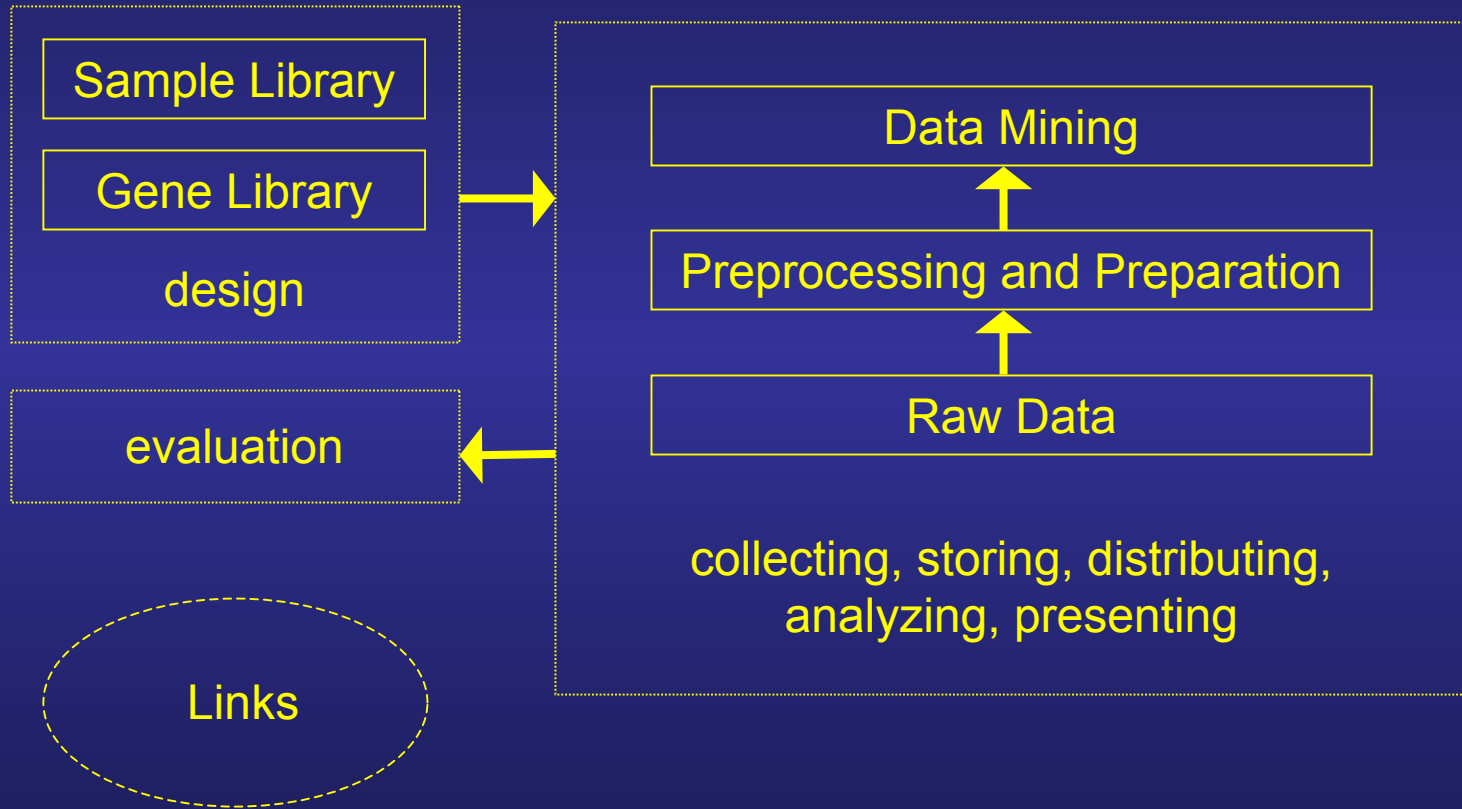 Sample Library
Gene Library
design
evaluation
Links
Data Mining
Preprocessing and Preparation
Raw Data
collecting, storing, distributing,
analyzing, presenting